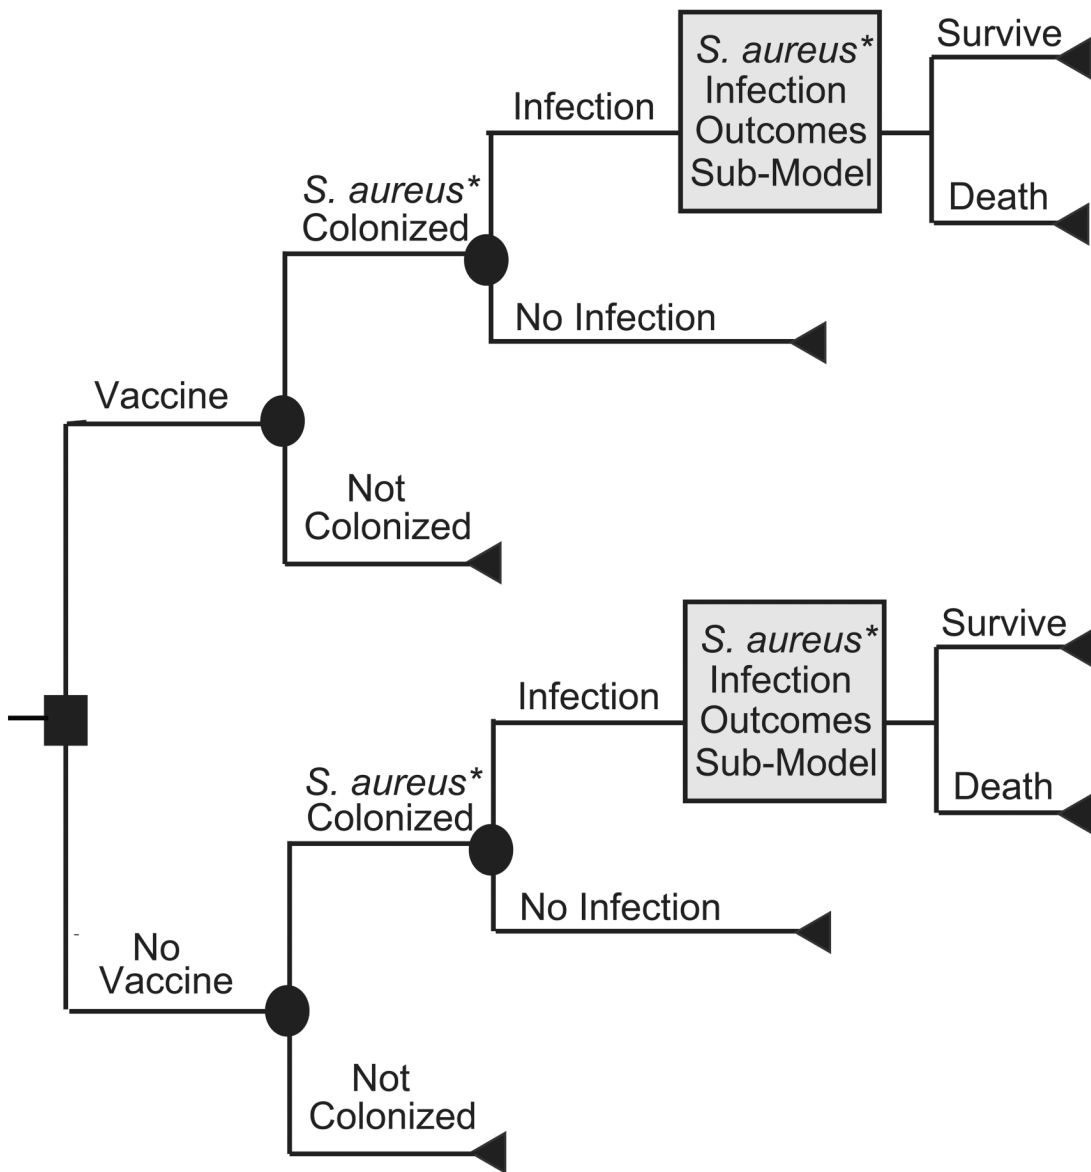 Survive
S. aureus*
Infection
Outcomes
Sub-Model
Infection
Death
S. aureus*
Colonized
No Infection
Vaccine
Not
Colonized
Survive
S. aureus*
Infection
Outcomes
Sub-Model
Infection
Death
S. aureus*
Colonized
No Infection
No
Vaccine
Not
Colonized